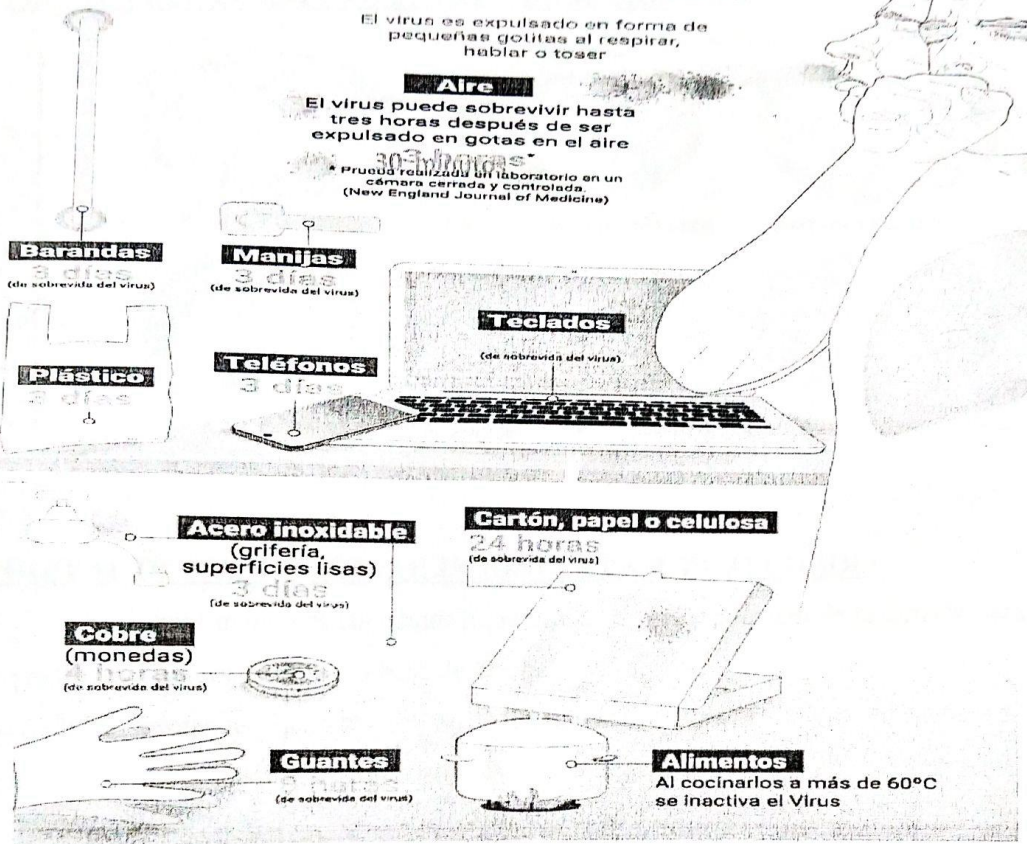 El virus es expulsado en forma de
pequeñas gotitas al respirar,
hablar o toser
Aire
El virus puede sobrevivir hasta
tres horas después de ser
expulsado en gotas en el aire
* Prueba realizada en laboratorio en un
cámara cerrada y controlada.
(New England Journal of Medicine)
Barandas
3 días
(de sobrevida del virus)
Manijas
3 días
(de sobrevida del virus)
Teclados
(de sobrevida del virus)
Plástico
3 días
Teléfonos
3 días
Acero inoxidable
(grifería,
superficies lisas)
3 días
(de sobrevida del virus)
Cartón, papel o celulosa
24 horas
(de sobrevida del virus)
Cobre
(monedas)
4 horas
(de sobrevida del virus)
Guantes
horas
(de sobrevida del virus)
Alimentos
Al cocinarlos a más de 60°C
se inactiva el Virus